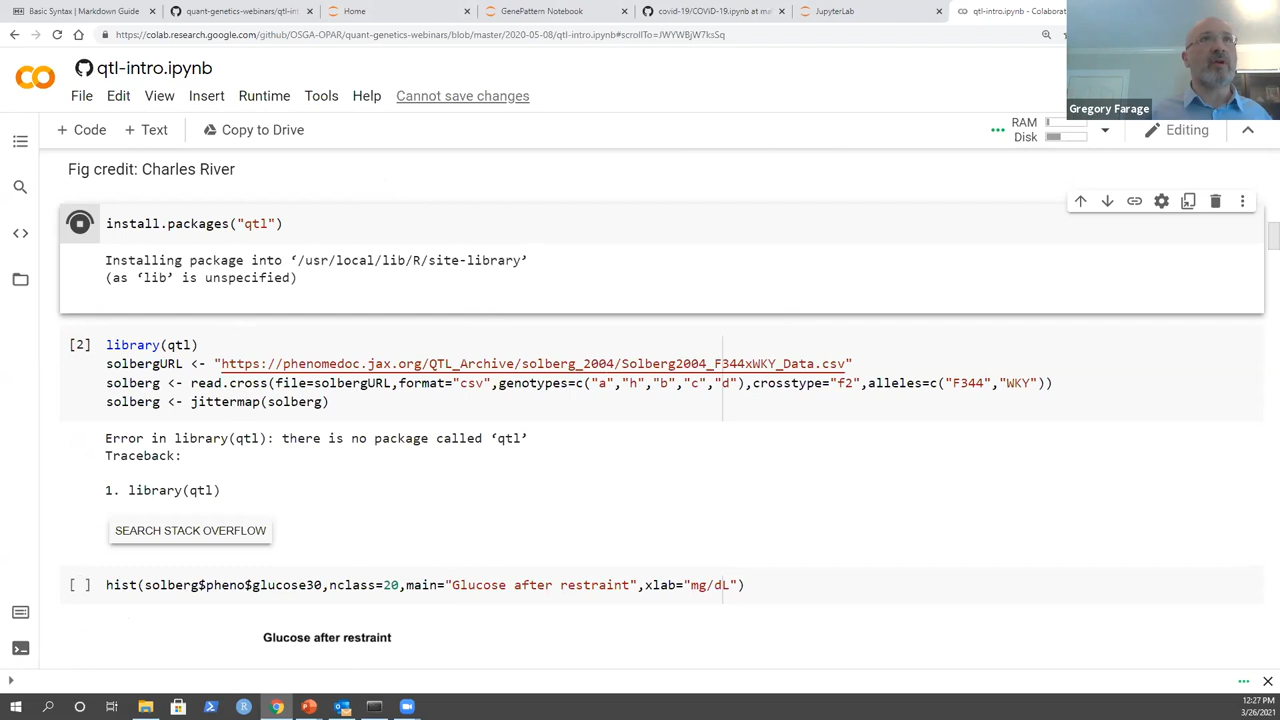 Basic Syntax | Markdown Guide
quant-genetics-webinars/qtl-int
Home
GenePattern Notebook
covid-19/COVID-19.ipynb at ma
JupyterLab
qtl-intro.ipynb - Colabora
colab.research.google.com/github/OSGA-OPAR/quant-genetics-webinars/blob/master/2020-05-08/qtl-intro.ipynb#scrollTo=JWYWBjW7ksSq
CO
qtl-intro.ipynb
File Edit View Insert Runtime Tools Help Cannot save changes
Gregory Farage
+ Code + Text Copy to Drive
RAM
Disk
Editing
Fig credit: Charles River
install.packages("qtl")
Installing package into ‘/usr/local/lib/R/site-library’
(as ‘lib’ is unspecified)
[2] library(qtl)
solbergURL <- "https://phenomedoc.jax.org/QTL_Archive/solberg_2004/Solberg2004_F344xWKY_Data.csv"
solberg <- read.cross(file=solbergURL,format="csv",genotypes=c("a","h","b","c","d"),crosstype="f2",alleles=c("F344","WKY"))
solberg <- jittermap(solberg)
Error in library(qtl): there is no package called ‘qtl’
Traceback:
1. library(qtl)
SEARCH STACK OVERFLOW
[ ] hist(solberg$pheno$glucose30,nclass=20,main="Glucose after restraint",xlab="mg/dL")
Glucose after restraint
12:27 PM
3/26/2021